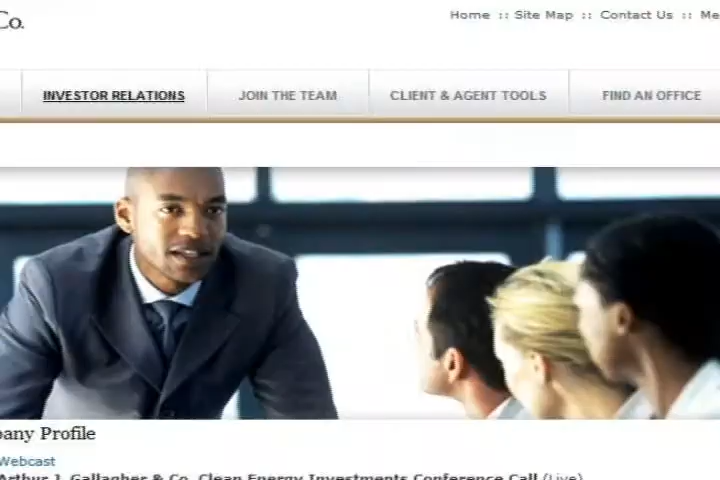 Co.
Home :: Site Map :: Contact Us :: Me
INVESTOR RELATIONS
JOIN THE TEAM
CLIENT & AGENT TOOLS
FIND AN OFFICE
pany Profile
Webcast
Arthur J. Gallagher & Co. Clean Energy Investments Conference Call (Live)